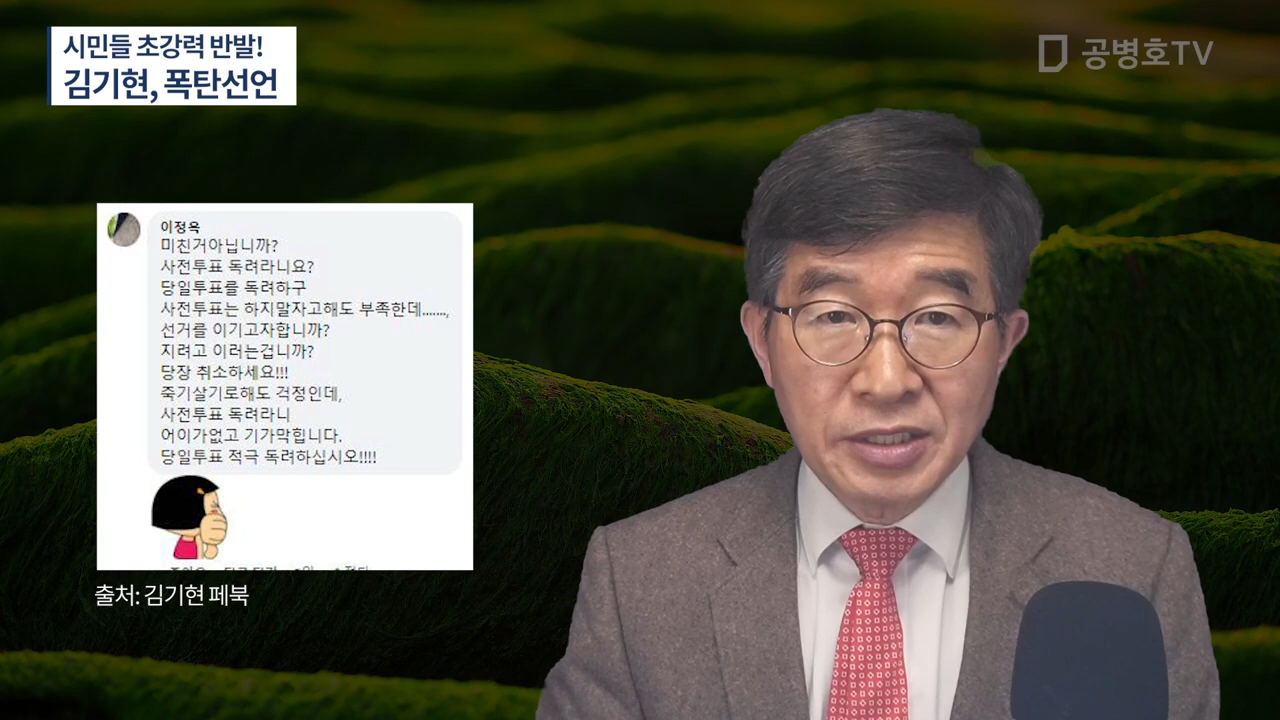 시민들 초강력 반발!
김기현, 폭탄선언
공병호TV
이정옥
미친거아닙니까?
사전투표 독려라니요?
당일투표를 독려하구
사전투표는 하지말자고해도 부족한데.......,
선거를 이기고자합니까?
지려고 이러는겁니까?
당장 취소하세요!!!
죽기살기로해도 걱정인데,
사전투표 독려라니
어이가없고 기가막힙니다.
당일투표 적극 독려하십시오!!!!
출처: 김기현 페북